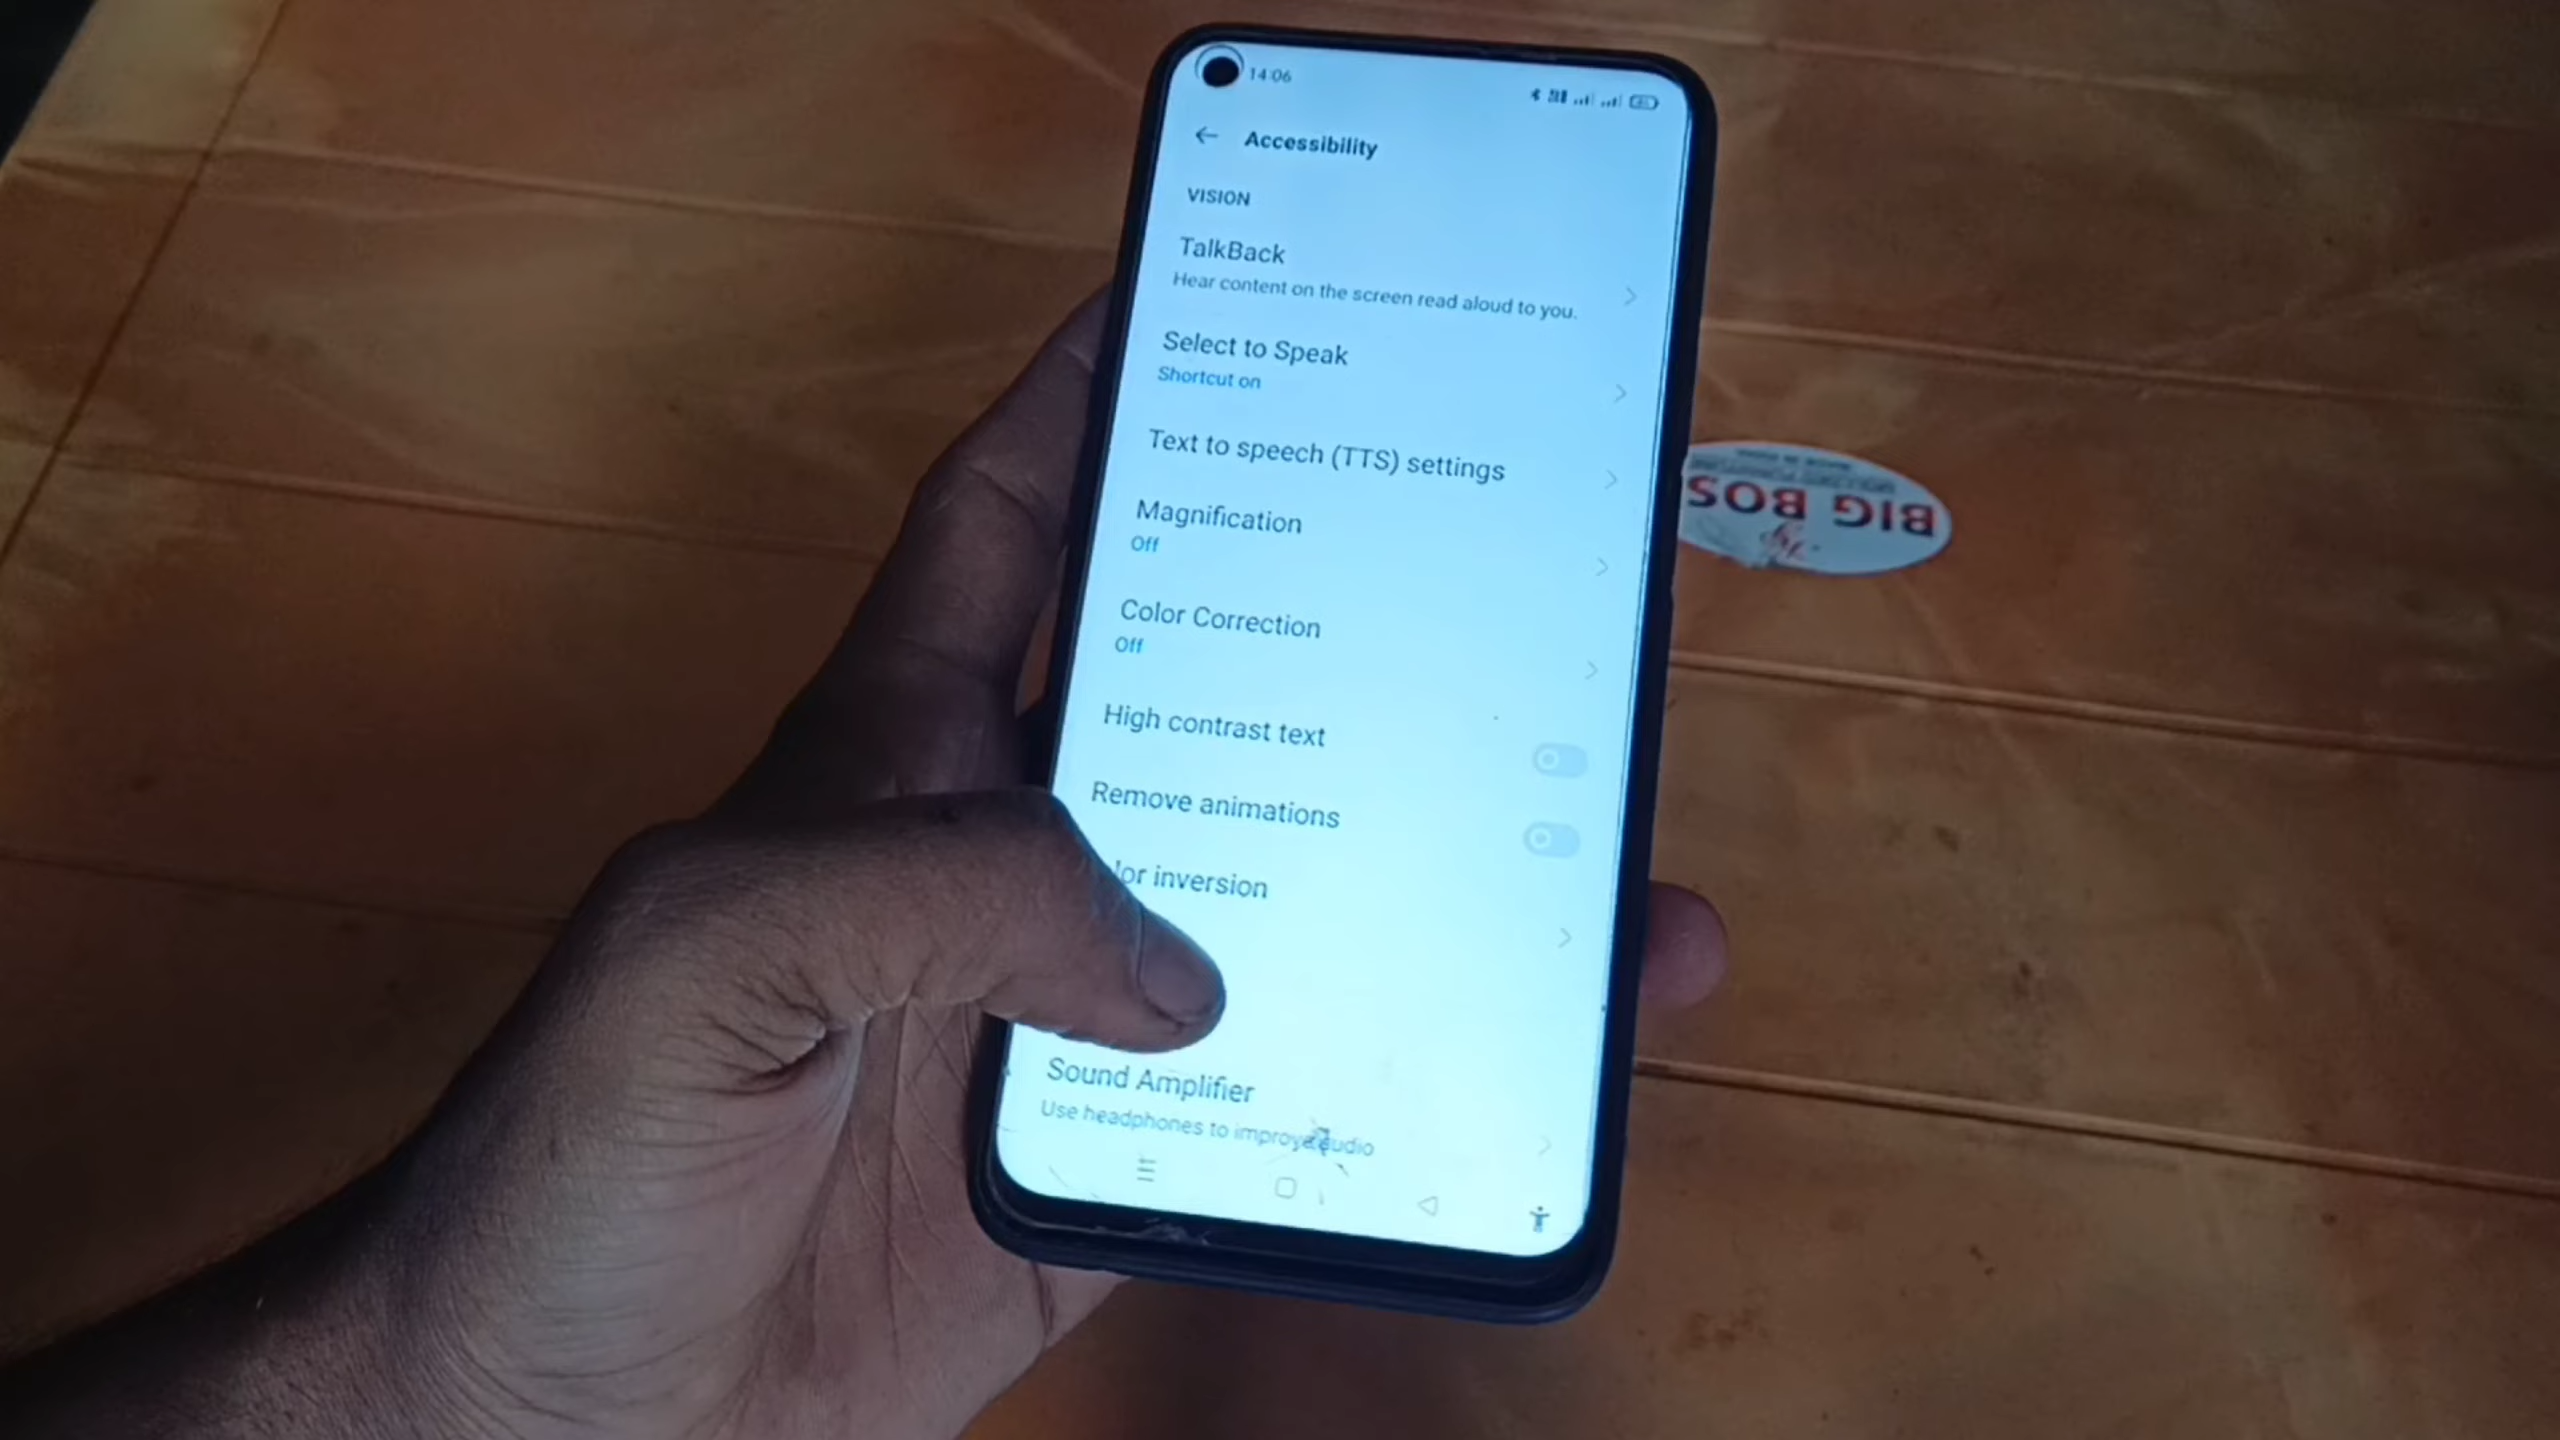 14:06
Accessibility
VISION
TalkBack
Hear content on the screen read aloud to you.
Select to Speak
Shortcut on
Text to speech (TTS) settings
Magnification
Off
Color Correction
Off
High contrast text
Remove animations
lor inversion
Sound Amplifier
Use headphones to improve audio
BIG BOS